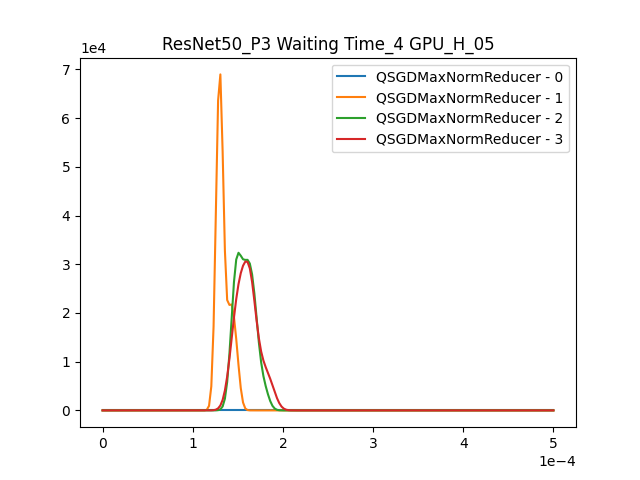 ResNet50_P3 Waiting Time_4 GPU_H_05
1e4
QSGDMaxNormReducer - 0
QSGDMaxNormReducer - 1
QSGDMaxNormReducer - 2
QSGDMaxNormReducer - 3
7
6
5
4
3
2
1
0
0 1 2 3 4 5
1e−4